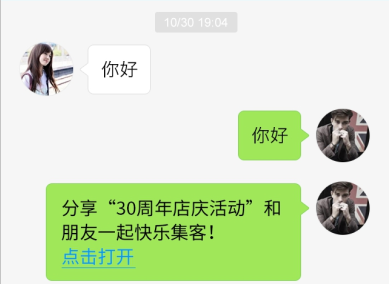 10/30 19:04
你好
你好
分享“30周年店庆活动”和
朋友一起快乐集客！
点击打开